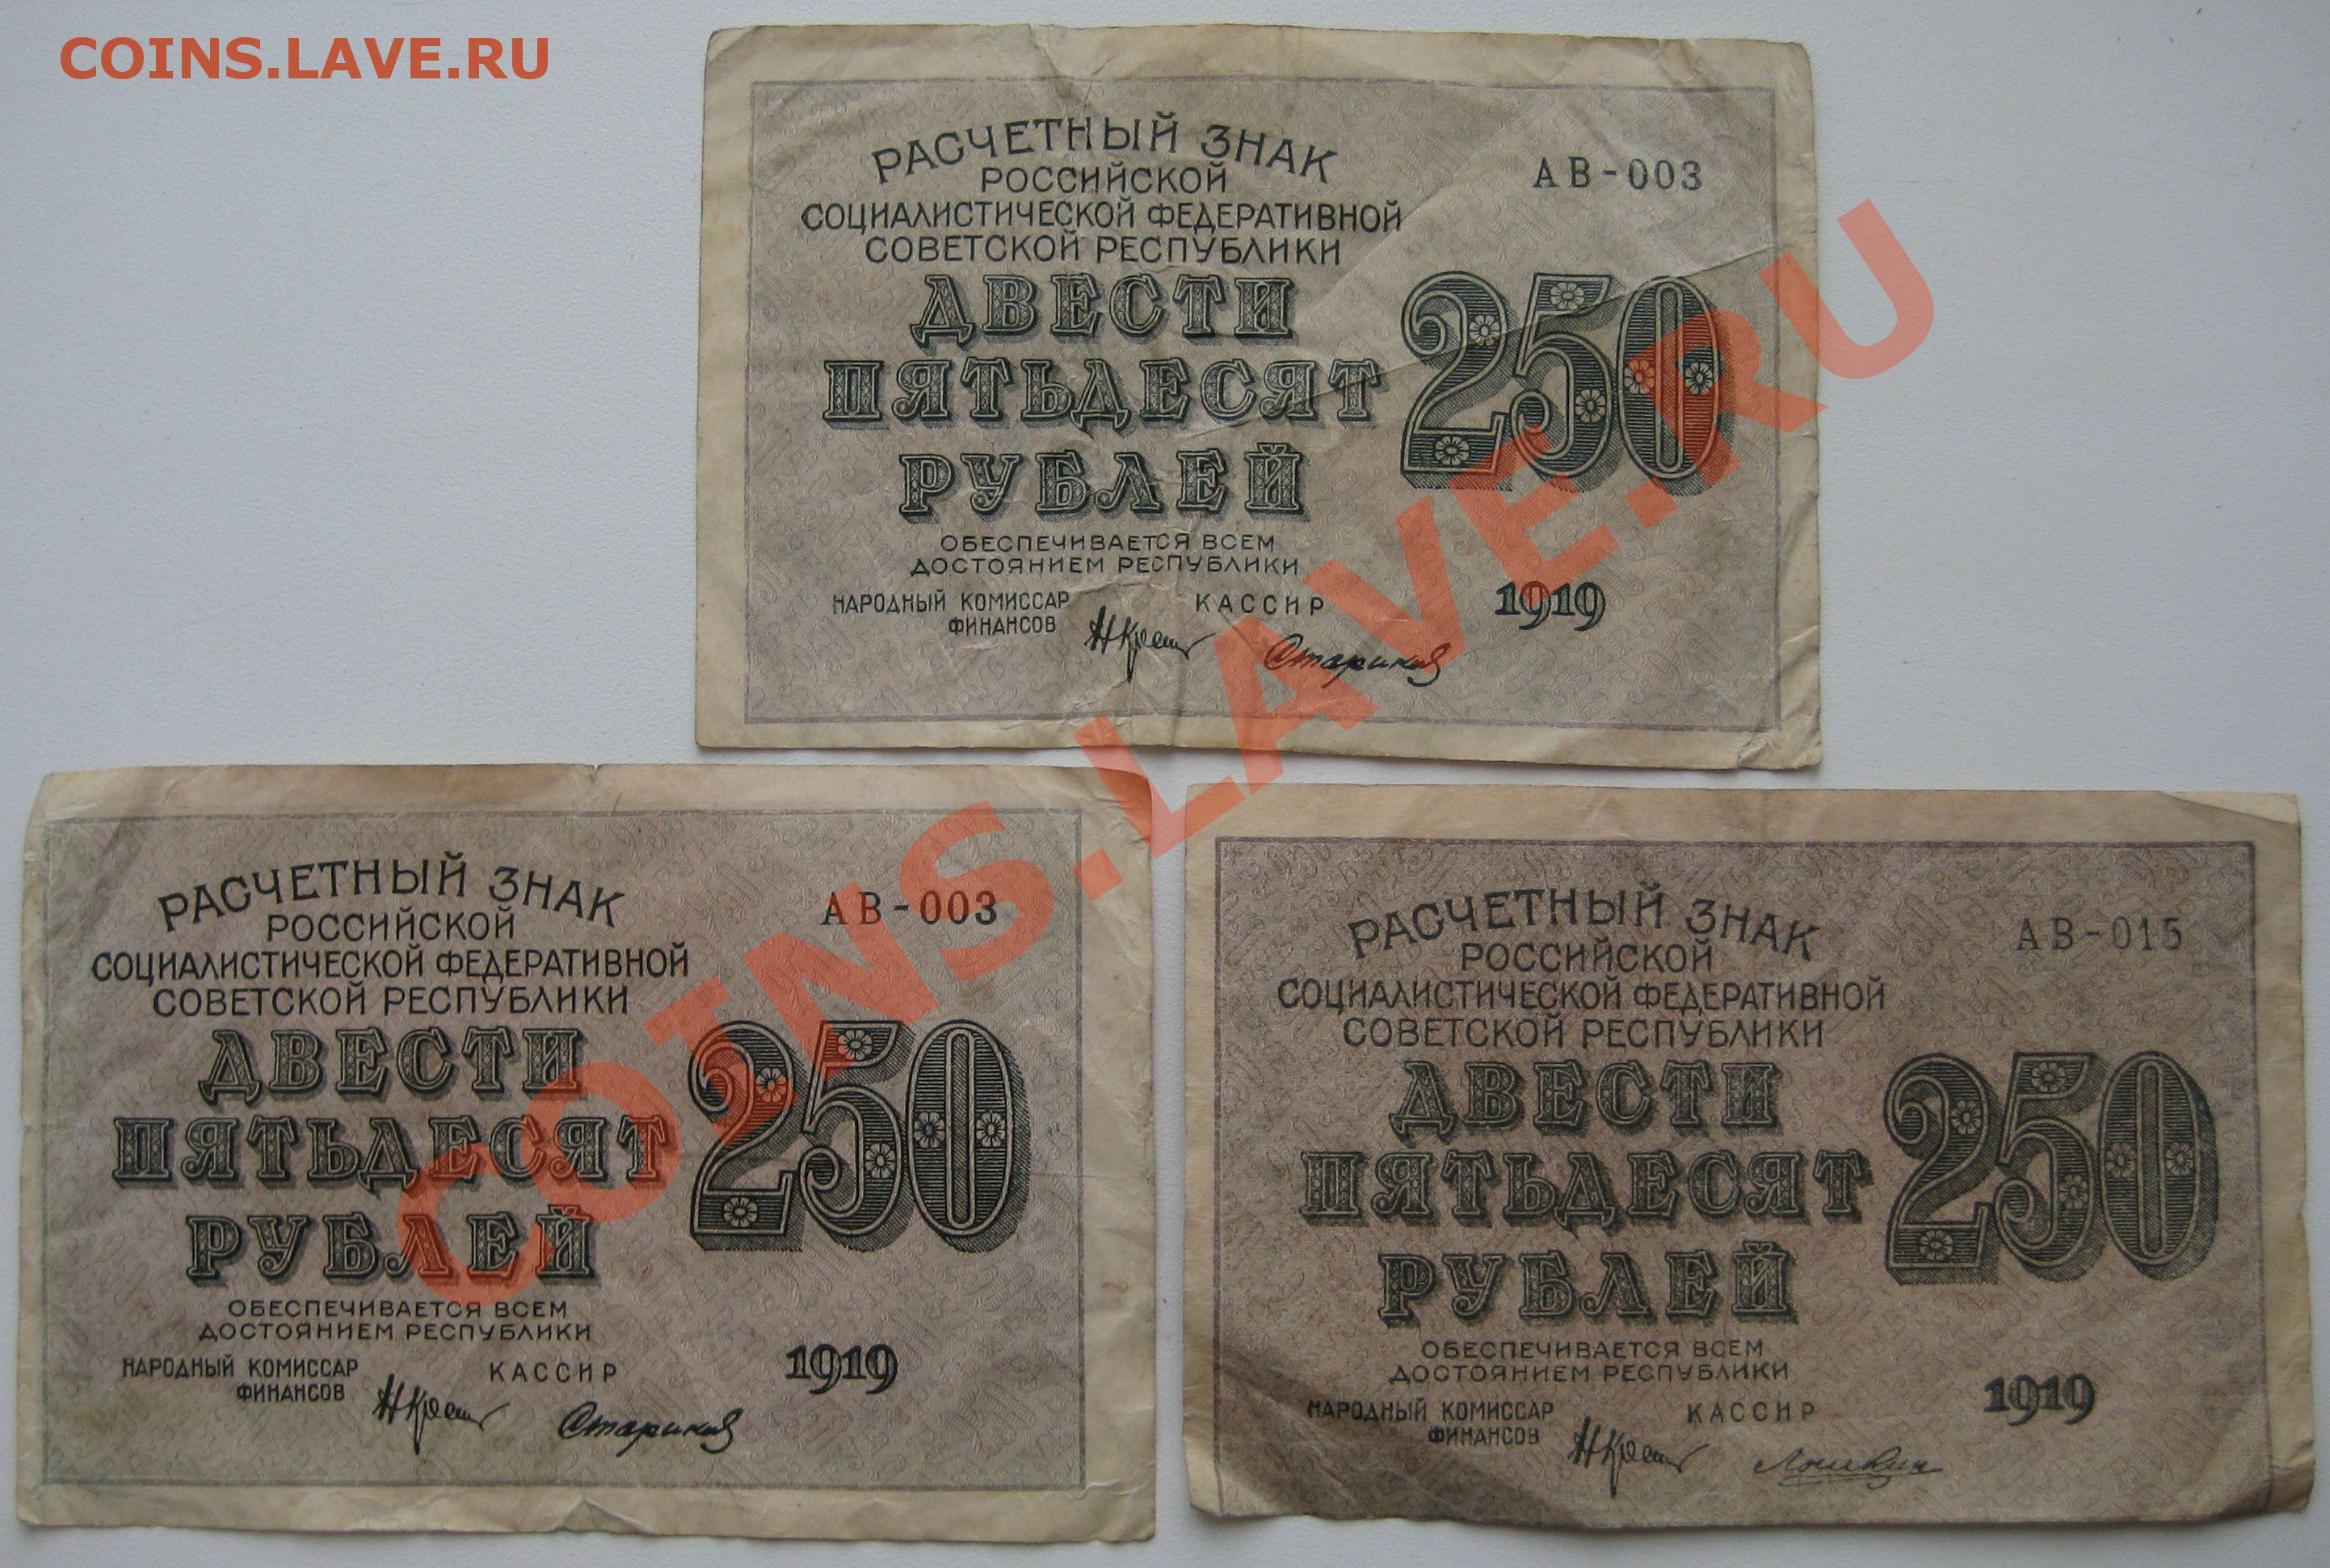 COINS.LAVE.RU
РАСЧЕТНЫЙ ЗНАК
РОССИЙСКОЙ
СОЦИАЛИСТИЧЕСКОЙ ФЕДЕРАТИВНОЙ
СОВЕТСКОЙ РЕСПУБЛИКИ
АВ-003
ДВЕСТИ
ПЯТЬДЕСЯТ
РУБЛЕЙ
250
ОБЕСПЕЧИВАЕТСЯ ВСЕМ
ДОСТОЯНИЕМ РЕСПУБЛИКИ
НАРОДНЫЙ КОМИССАР
ФИНАНСОВ
КАССИР
1919
РАСЧЕТНЫЙ ЗНАК
РОССИЙСКОЙ
СОЦИАЛИСТИЧЕСКОЙ ФЕДЕРАТИВНОЙ
СОВЕТСКОЙ РЕСПУБЛИКИ
АВ-003
ДВЕСТИ
ПЯТЬДЕСЯТ
РУБЛЕЙ
250
ОБЕСПЕЧИВАЕТСЯ ВСЕМ
ДОСТОЯНИЕМ РЕСПУБЛИКИ
НАРОДНЫЙ КОМИССАР
ФИНАНСОВ
КАССИР
1919
РАСЧЕТНЫЙ ЗНАК
РОССИЙСКОЙ
СОЦИАЛИСТИЧЕСКОЙ ФЕДЕРАТИВНОЙ
СОВЕТСКОЙ РЕСПУБЛИКИ
АВ-015
ДВЕСТИ
ПЯТЬДЕСЯТ
РУБЛЕЙ
250
ОБЕСПЕЧИВАЕТСЯ ВСЕМ
ДОСТОЯНИЕМ РЕСПУБЛИКИ
НАРОДНЫЙ КОМИССАР
ФИНАНСОВ
КАССИР
1919
COINS.LAVE.RU